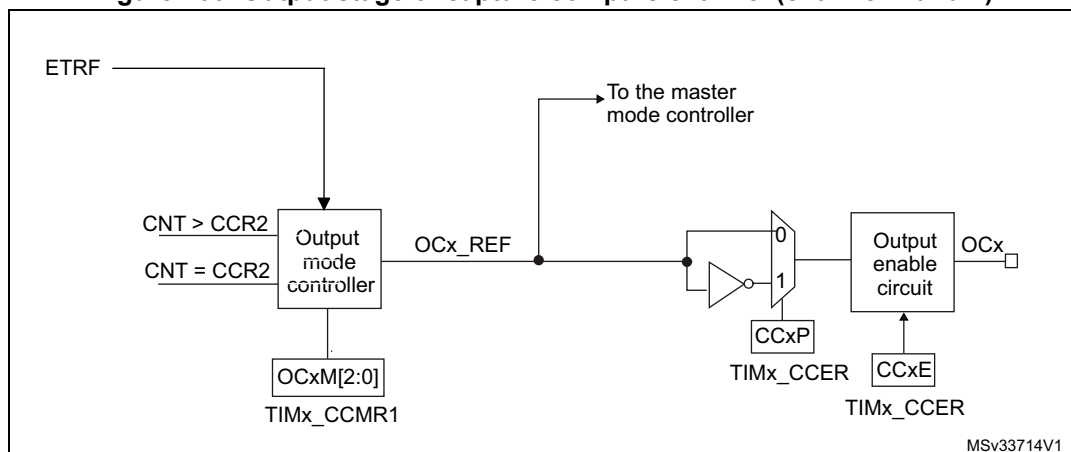 ETRF
To the master
mode controller
CNT > CCR2
CNT = CCR2
Output
mode
controller
OCx_REF
0
1
Output
enable
circuit
OCx
CCxP
TIMx_CCER
CCxE
TIMx_CCER
OCxM[2:0]
TIMx_CCMR1
MSv33714V1